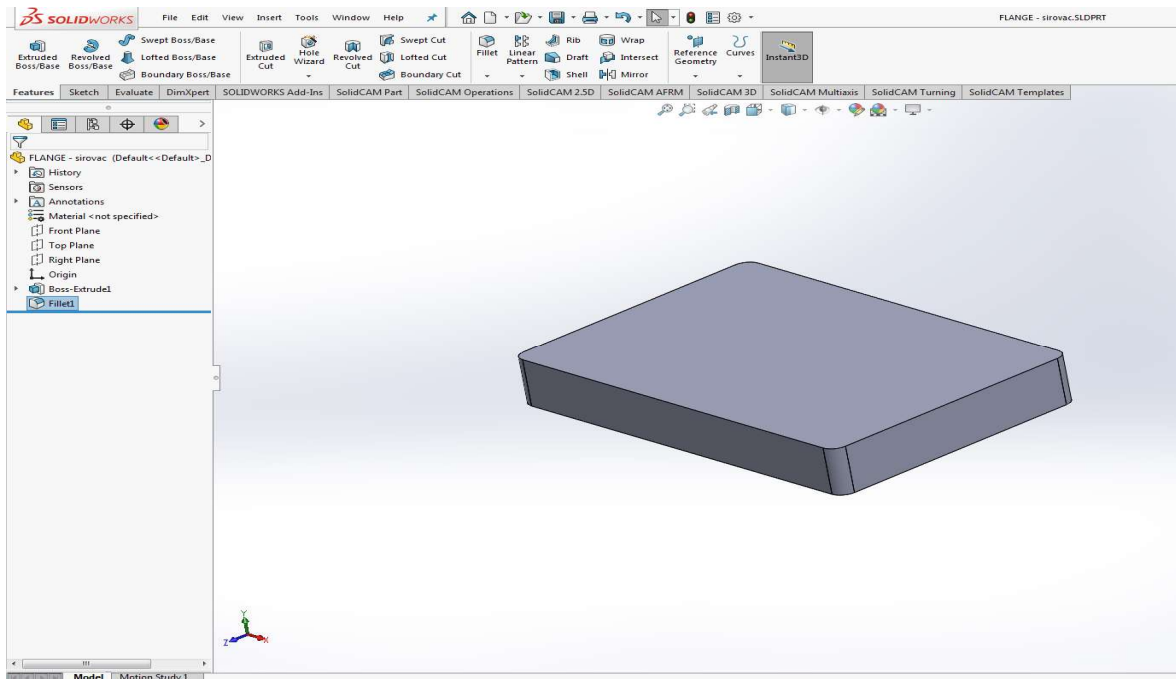 SOLIDWORKS File Edit View Insert Tools Window Help FLANGE - sirovac.SLDPRT
Extruded Boss/Base
Revolved Boss/Base
Swept Boss/Base
Lofted Boss/Base
Boundary Boss/Base
Extruded Cut
Hole Wizard
Revolved Cut
Swept Cut
Lofted Cut
Boundary Cut
Fillet
Linear Pattern
Rib
Draft
Shell
Wrap
Intersect
Mirror
Reference Geometry
Curves
Instant3D
Features Sketch Evaluate DimXpert SOLIDWORKS Add-Ins SolidCAM Part SolidCAM Operations SolidCAM 2.5D SolidCAM AFRM SolidCAM 3D SolidCAM Multiaxis SolidCAM Turning SolidCAM Templates
FLANGE - sirovac (Default<<Default>_D
History
Sensors
Annotations
Material <not specified>
Front Plane
Top Plane
Right Plane
Origin
Boss-Extrude1
Fillet1
Y
Z X
Model Motion Study 1